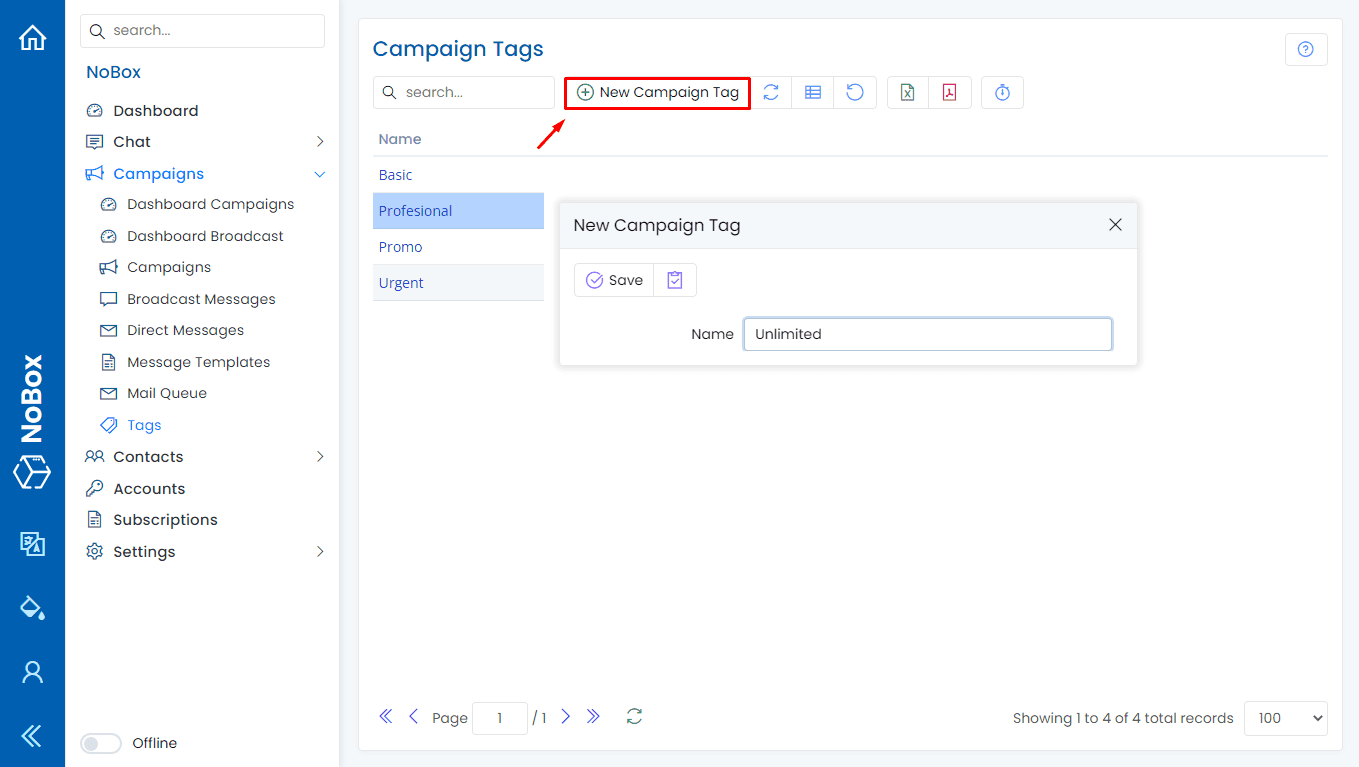 search...
NoBox
Dashboard
Chat
Campaigns
Dashboard Campaigns
Dashboard Broadcast
Campaigns
Broadcast Messages
Direct Messages
Message Templates
Mail Queue
Tags
Contacts
Accounts
Subscriptions
Settings
Offline
NoBox
Campaign Tags
search...
New Campaign Tag
Name
Basic
Profesional
Promo
Urgent
New Campaign Tag
Save
Name Unlimited
Page 1 / 1
Showing 1 to 4 of 4 total records 100